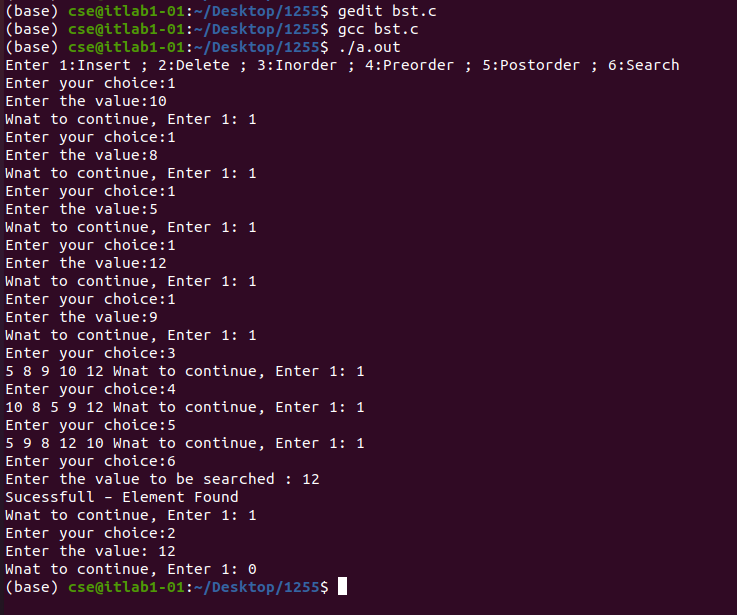 (base) cse@itlab1-01:~/Desktop/1255$ gedit bst.c
(base) cse@itlab1-01:~/Desktop/1255$ gcc bst.c
(base) cse@itlab1-01:~/Desktop/1255$ ./a.out
Enter 1:Insert ; 2:Delete ; 3:Inorder ; 4:Preorder ; 5:Postorder ; 6:Search
Enter your choice:1
Enter the value:10
Wnat to continue, Enter 1: 1
Enter your choice:1
Enter the value:8
Wnat to continue, Enter 1: 1
Enter your choice:1
Enter the value:5
Wnat to continue, Enter 1: 1
Enter your choice:1
Enter the value:12
Wnat to continue, Enter 1: 1
Enter your choice:1
Enter the value:9
Wnat to continue, Enter 1: 1
Enter your choice:3
5 8 9 10 12 Wnat to continue, Enter 1: 1
Enter your choice:4
10 8 5 9 12 Wnat to continue, Enter 1: 1
Enter your choice:5
5 9 8 12 10 Wnat to continue, Enter 1: 1
Enter your choice:6
Enter the value to be searched : 12
Sucessfull – Element Found
Wnat to continue, Enter 1: 1
Enter your choice:2
Enter the value: 12
Wnat to continue, Enter 1: 0
(base) cse@itlab1-01:~/Desktop/1255$